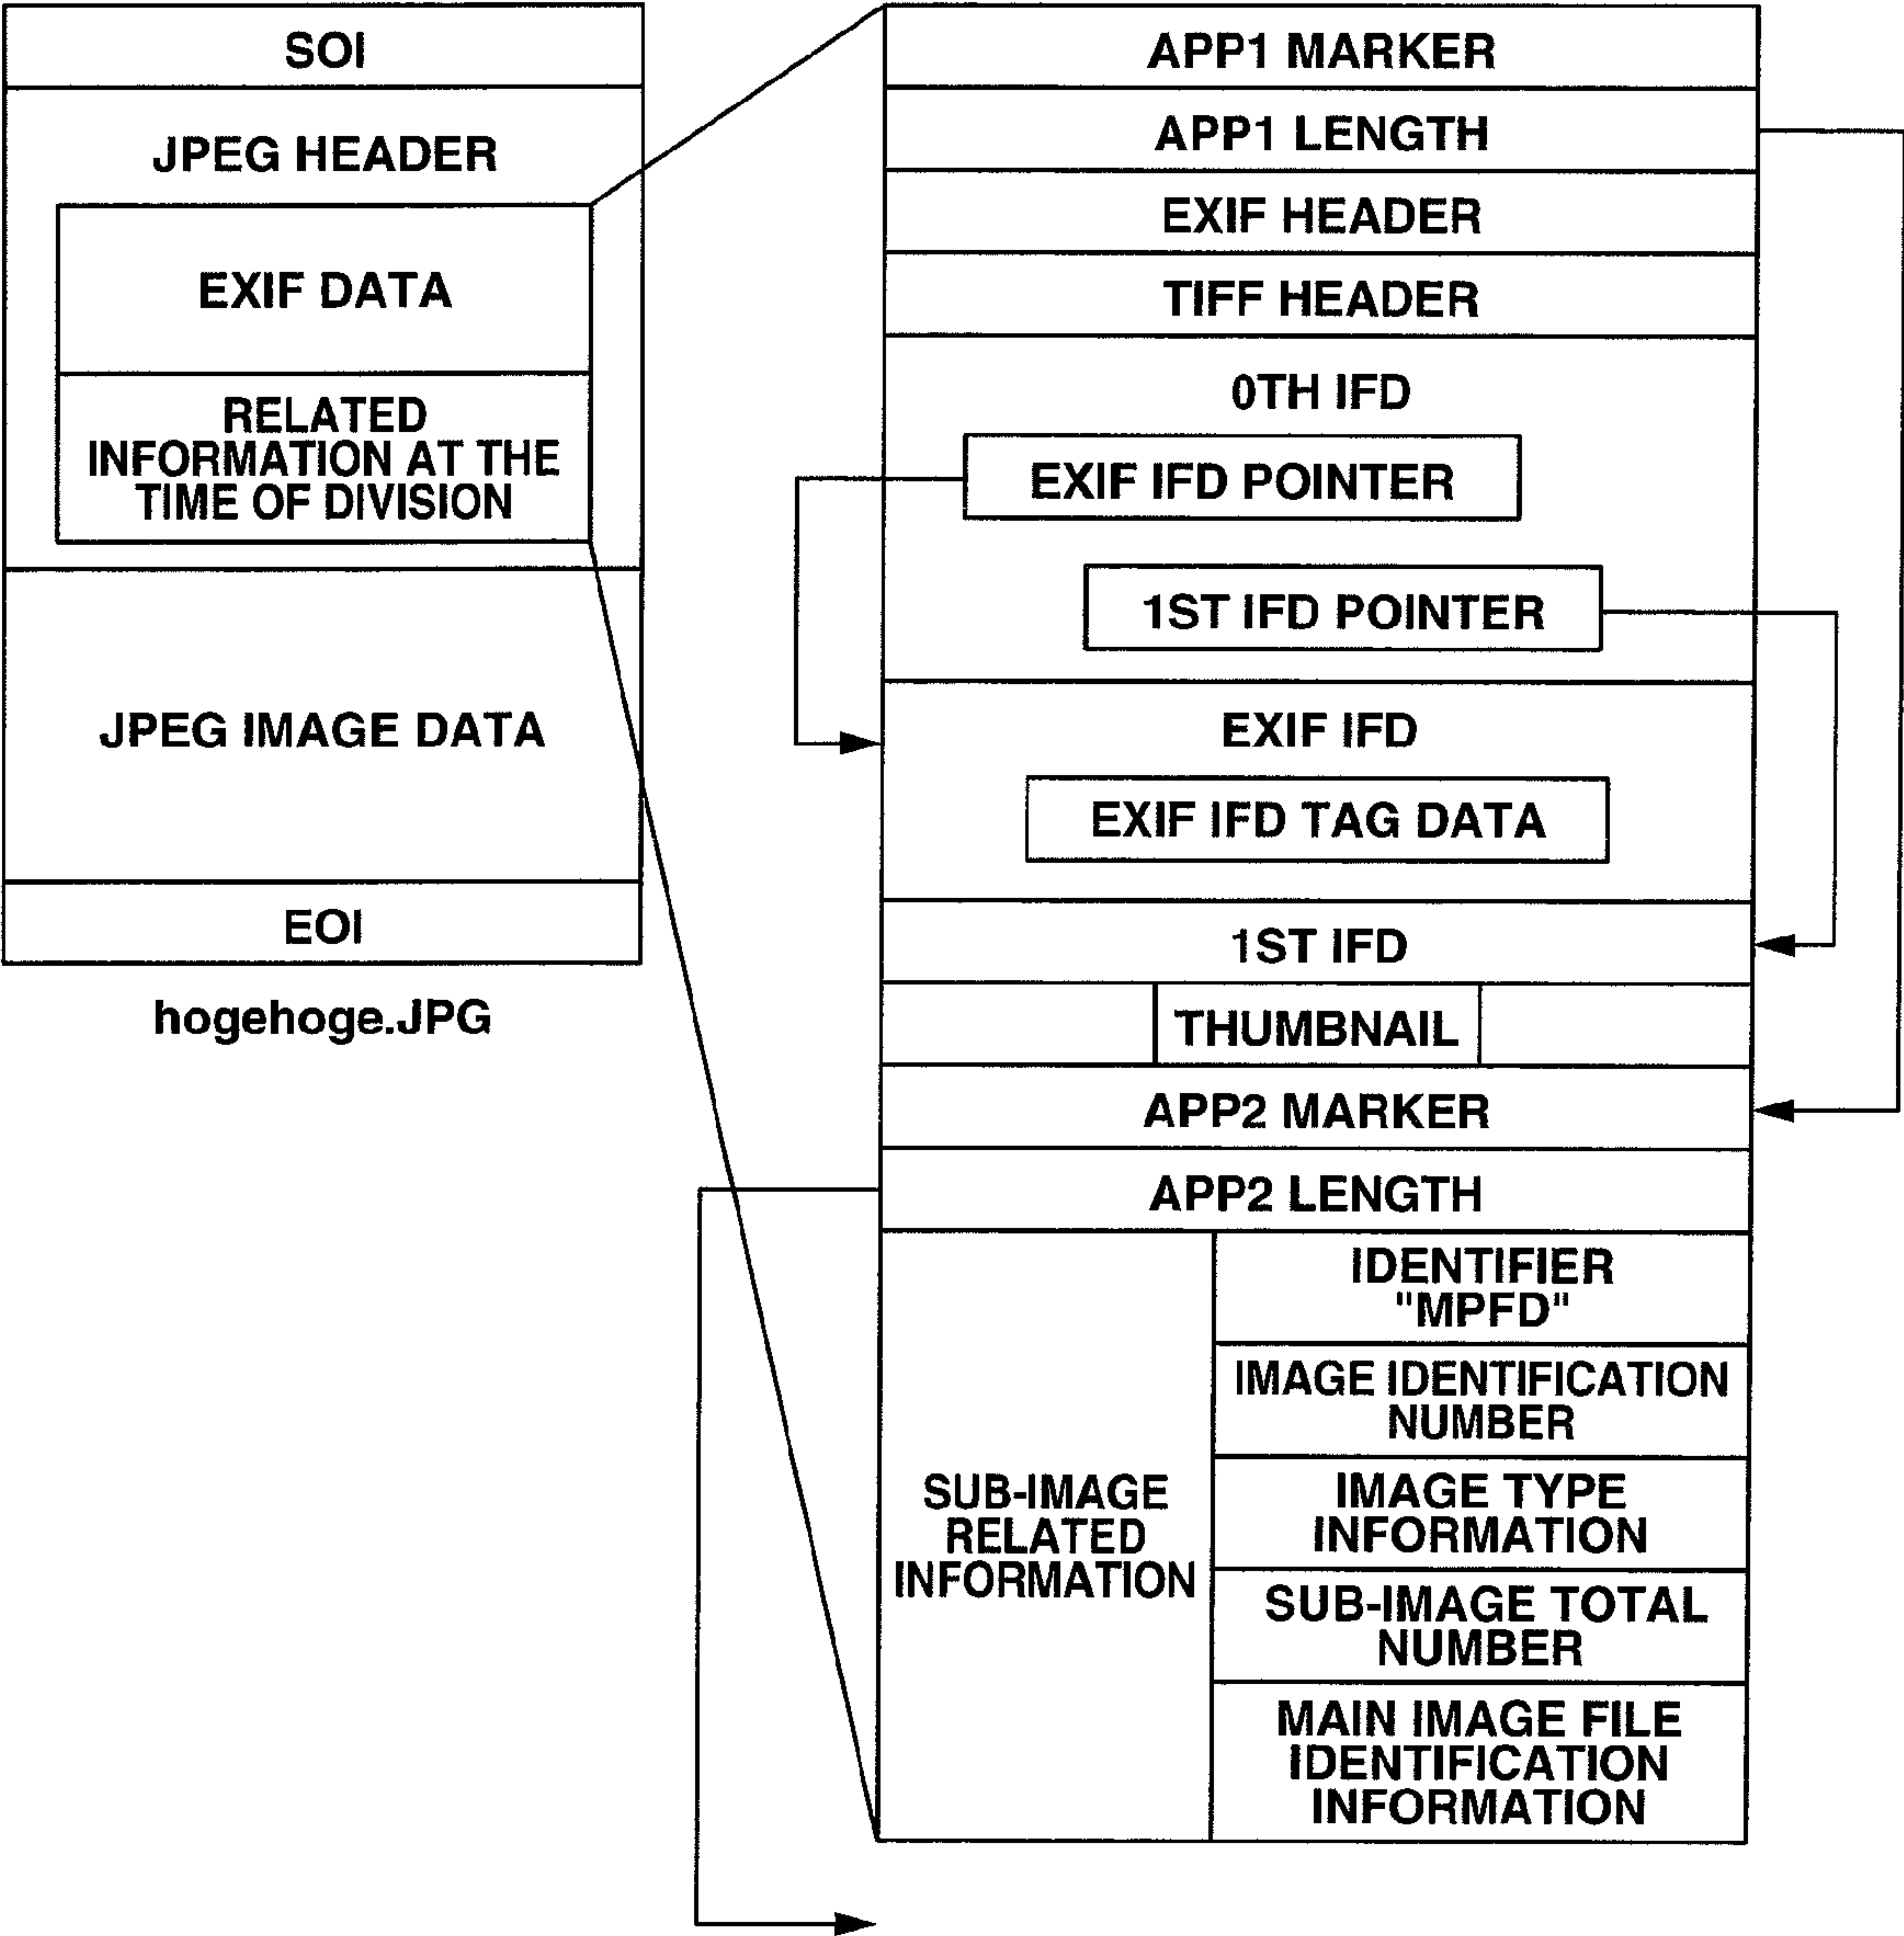 SOI
JPEG HEADER
EXIF DATA
RELATED
INFORMATION AT THE
TIME OF DIVISION
JPEG IMAGE DATA
EOI
hogehoge.JPG
APP1 MARKER
APP1 LENGTH
EXIF HEADER
TIFF HEADER
0TH IFD
EXIF IFD POINTER
1ST IFD POINTER
EXIF IFD
EXIF IFD TAG DATA
1ST IFD
THUMBNAIL
APP2 MARKER
APP2 LENGTH
SUB-IMAGE
RELATED
INFORMATION
IDENTIFIER
"MPFD"
IMAGE IDENTIFICATION
NUMBER
IMAGE TYPE
INFORMATION
SUB-IMAGE TOTAL
NUMBER
MAIN IMAGE FILE
IDENTIFICATION
INFORMATION